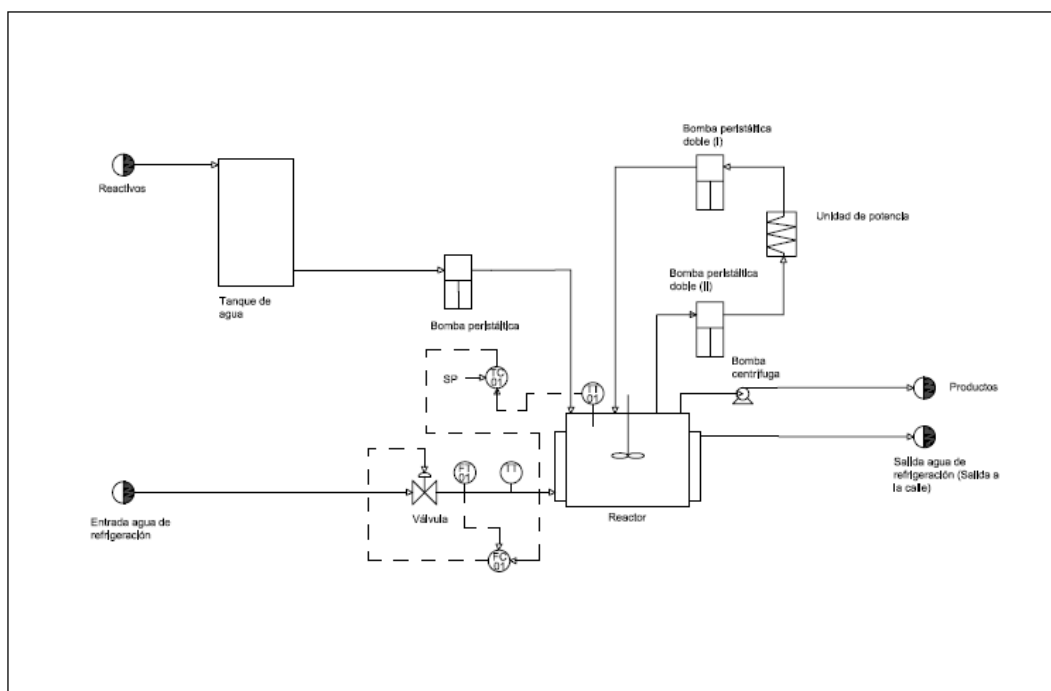 Bomba peristáltica
doble (I)
Reactivos
Unidad de potencia
Bomba peristáltica
doble (II)
Tanque de
agua
Bomba peristáltica
Bomba
centrifuga
SP
TC
01
TT
01
Productos
FT
01
TT
Salida agua de
refrigeración (Salida a
la calle)
Válvula
Reactor
Entrada agua de
refrigeración
FC
01